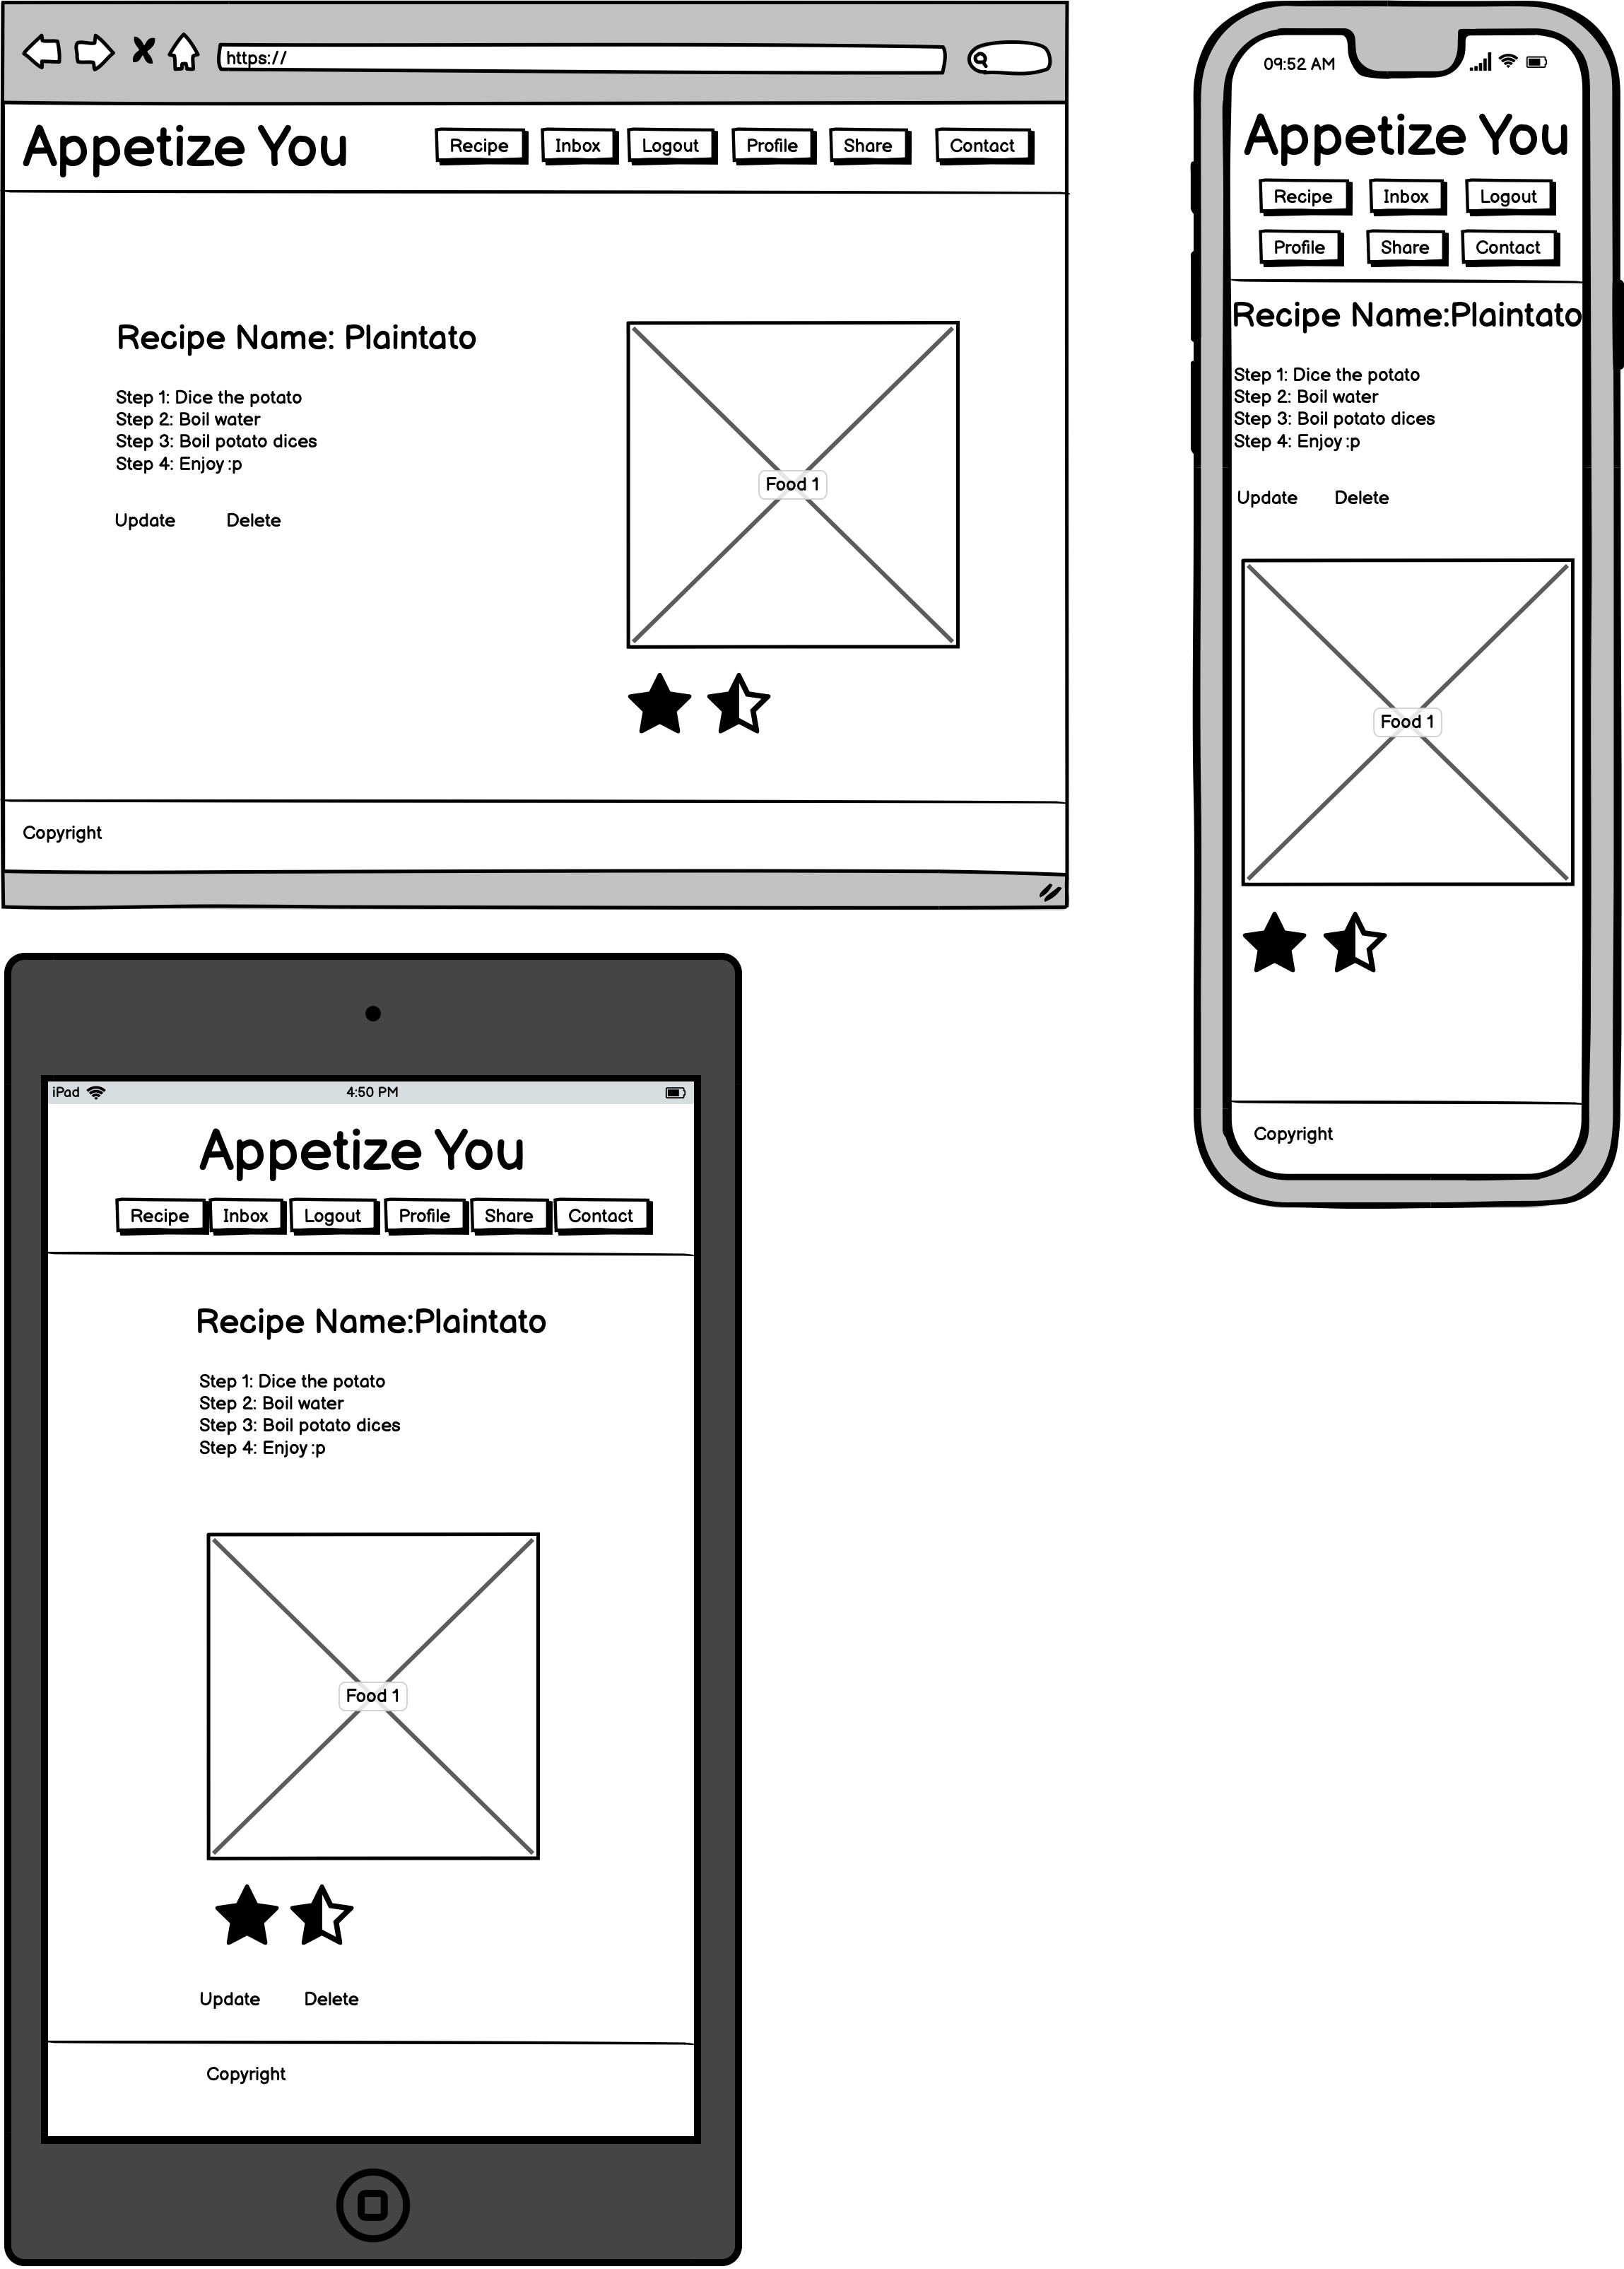 https://
Appetize You
Recipe Inbox Logout Profile Share Contact
Recipe Name: Plaintato
Step 1: Dice the potato
Step 2: Boil water
Step 3: Boil potato dices
Step 4: Enjoy :p
Update Delete
Food 1
Copyright
09:52 AM
Appetize You
Recipe Inbox Logout
Profile Share Contact
Recipe Name:Plaintato
Step 1: Dice the potato
Step 2: Boil water
Step 3: Boil potato dices
Step 4: Enjoy :p
Update Delete
Food 1
Copyright
iPad 4:50 PM
Appetize You
Recipe Inbox Logout Profile Share Contact
Recipe Name:Plaintato
Step 1: Dice the potato
Step 2: Boil water
Step 3: Boil potato dices
Step 4: Enjoy :p
Food 1
Update Delete
Copyright